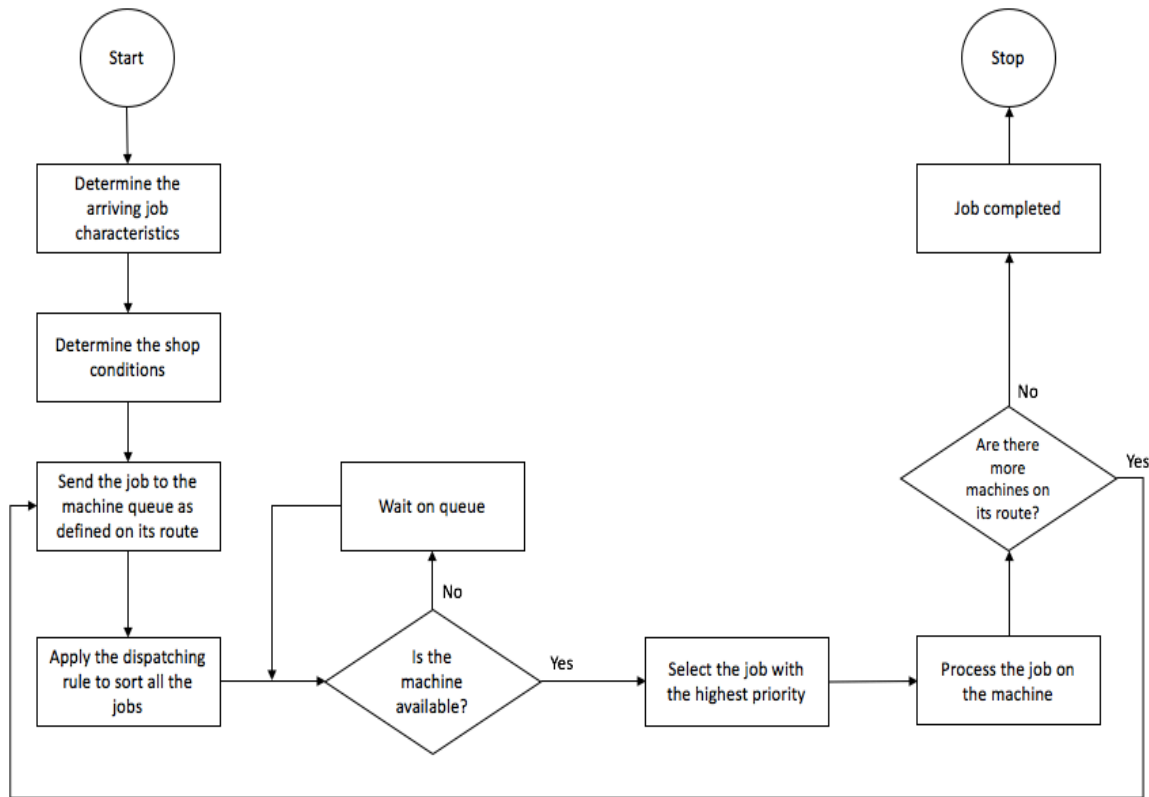 Start
Determine the
arriving job
characteristics
Determine the shop
conditions
Send the job to the
machine queue as
defined on its route
Apply the dispatching
rule to sort all the
jobs
Wait on queue
No
Is the
machine
available?
Yes
Select the job with
the highest priority
Process the job on
the machine
Are there
more
machines on
its route?
Yes
No
Job completed
Stop